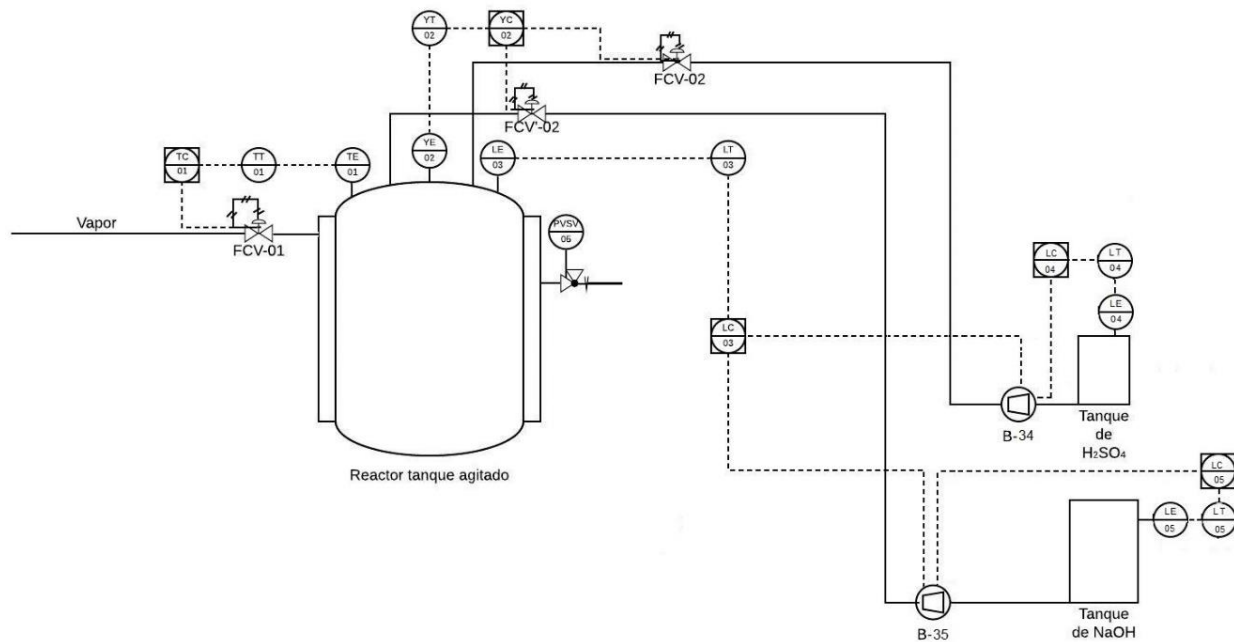 YT
02
YC
02
FCV-02
FCV'-02
TC
01
TT
01
TE
01
YE
02
LE
03
LT
03
Vapor
FCV-01
PVSV
05
LC
04
LT
04
LE
04
LC
03
B-34
Tanque
de
H₂SO₄
Reactor tanque agitado
LC
05
LE
05
LT
05
B-35
Tanque
de NaOH